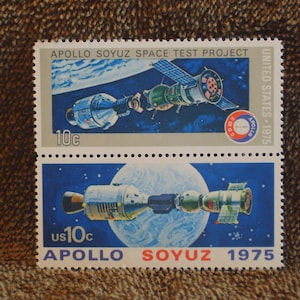 APOLLO SOYUZ SPACE TEST PROJECT
UNITED STATES · 1975
10c
US10c
APOLLO SOYUZ 1975